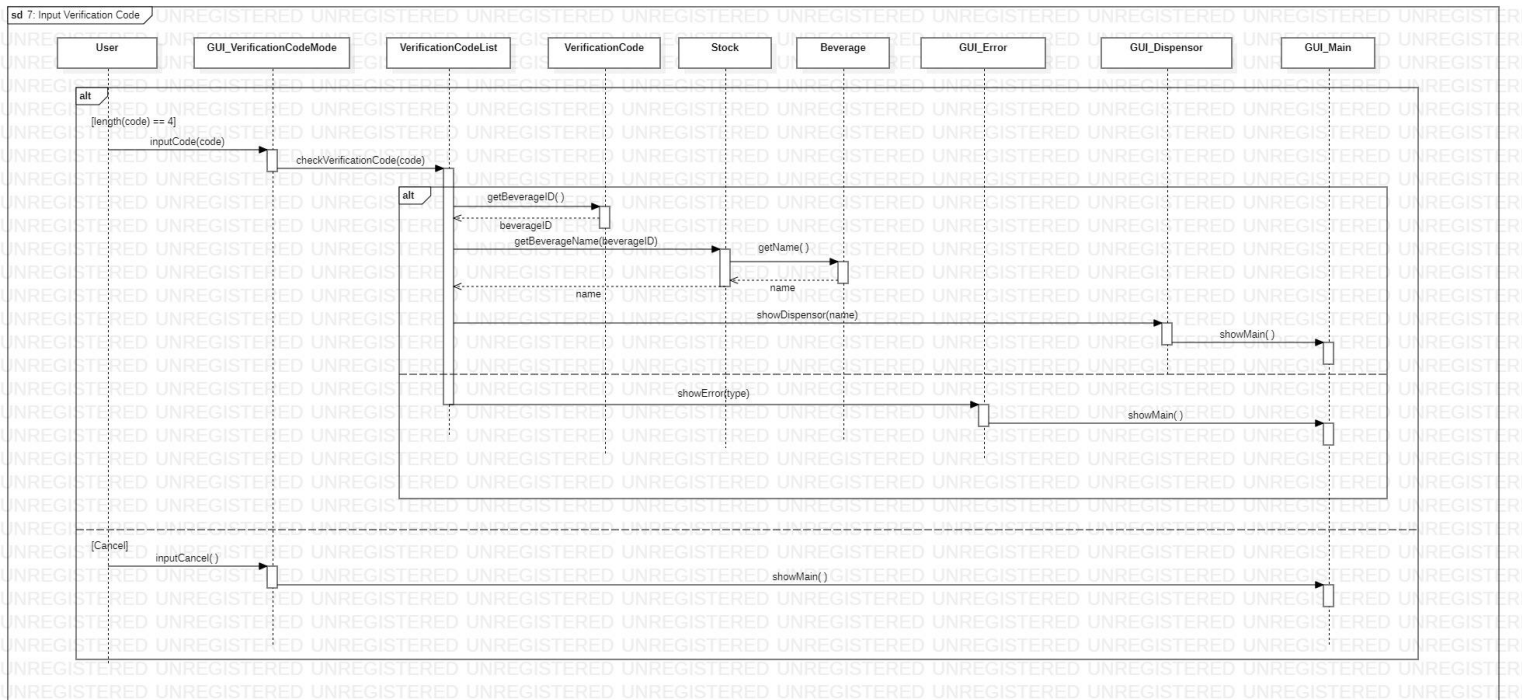 sd 7: Input Verification Code
User GUI_VerificationCodeMode VerificationCodeList VerificationCode Stock Beverage GUI_Error GUI_Dispensor GUI_Main
alt
[length(code) == 4]
inputCode(code)
checkVerificationCode(code)
alt
getBeverageID( )
beverageID
getBeverageName(beverageID)
getName( )
name
name
showDispensor(name)
showMain( )
showError(type)
showMain( )
[Cancel]
inputCancel( )
showMain( )
UNREGISTERED